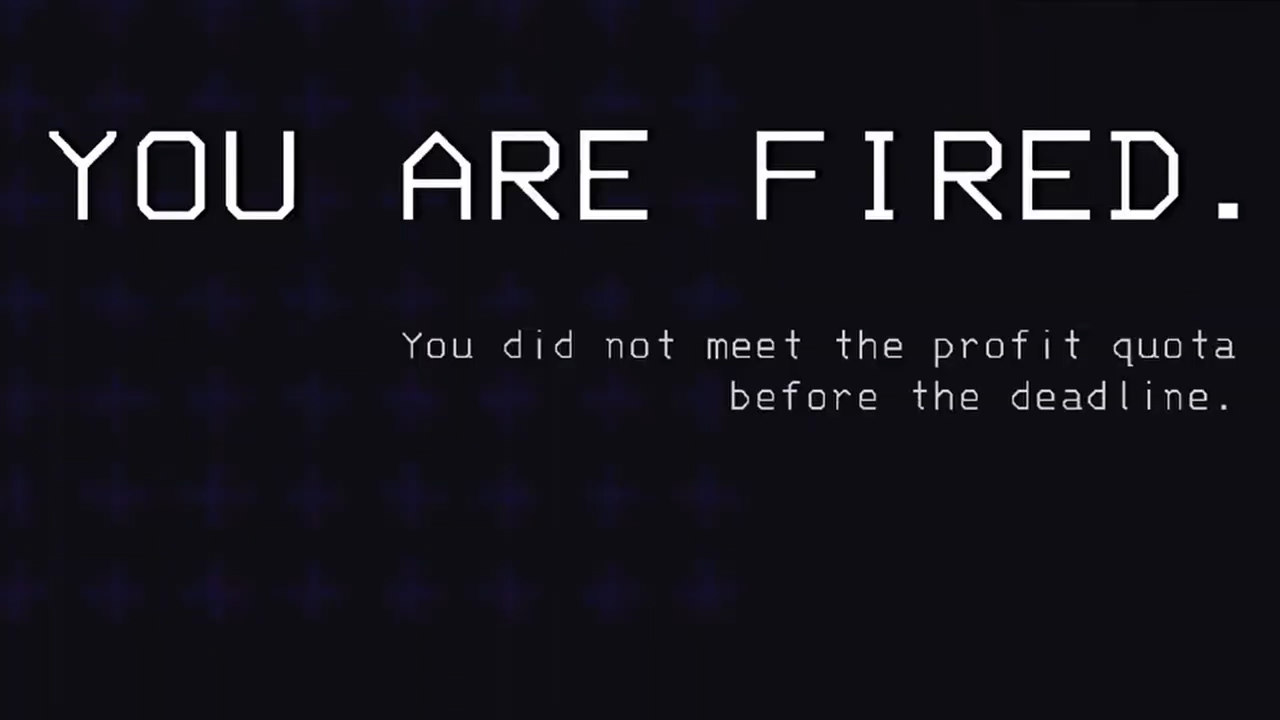 YOU ARE FIRED.
You did not meet the profit quota
before the deadline.